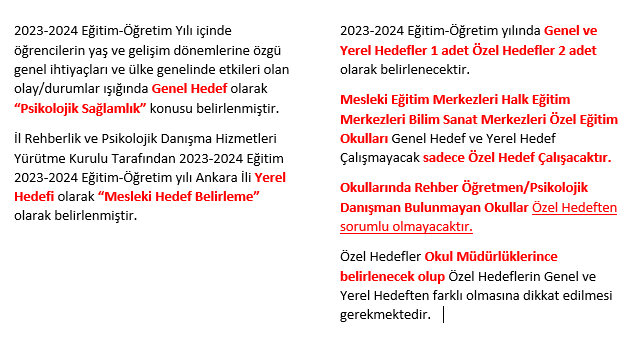 2023-2024 Eğitim-Öğretim Yılı içinde
öğrencilerin yaş ve gelişim dönemlerine özgü
genel ihtiyaçları ve ülke genelinde etkileri olan
olay/durumlar ışığında Genel Hedef olarak
“Psikolojik Sağlamlık” konusu belirlenmiştir.
İl Rehberlik ve Psikolojik Danışma Hizmetleri
Yürütme Kurulu Tarafından 2023-2024 Eğitim
2023-2024 Eğitim-Öğretim yılı Ankara İli Yerel
Hedefi olarak “Mesleki Hedef Belirleme”
olarak belirlenmiştir.
2023-2024 Eğitim-Öğretim yılında Genel ve
Yerel Hedefler 1 adet Özel Hedefler 2 adet
olarak belirlenecektir.
Mesleki Eğitim Merkezleri Halk Eğitim
Merkezleri Bilim Sanat Merkezleri Özel Eğitim
Okulları Genel Hedef ve Yerel Hedef
Çalışmayacak sadece Özel Hedef Çalışacaktır.
Okullarında Rehber Öğretmen/Psikolojik
Danışman Bulunmayan Okullar Özel Hedeften
sorumlu olmayacaktır.
Özel Hedefler Okul Müdürlüklerince
belirlenecek olup Özel Hedeflerin Genel ve
Yerel Hedeften farklı olmasına dikkat edilmesi
gerekmektedir.